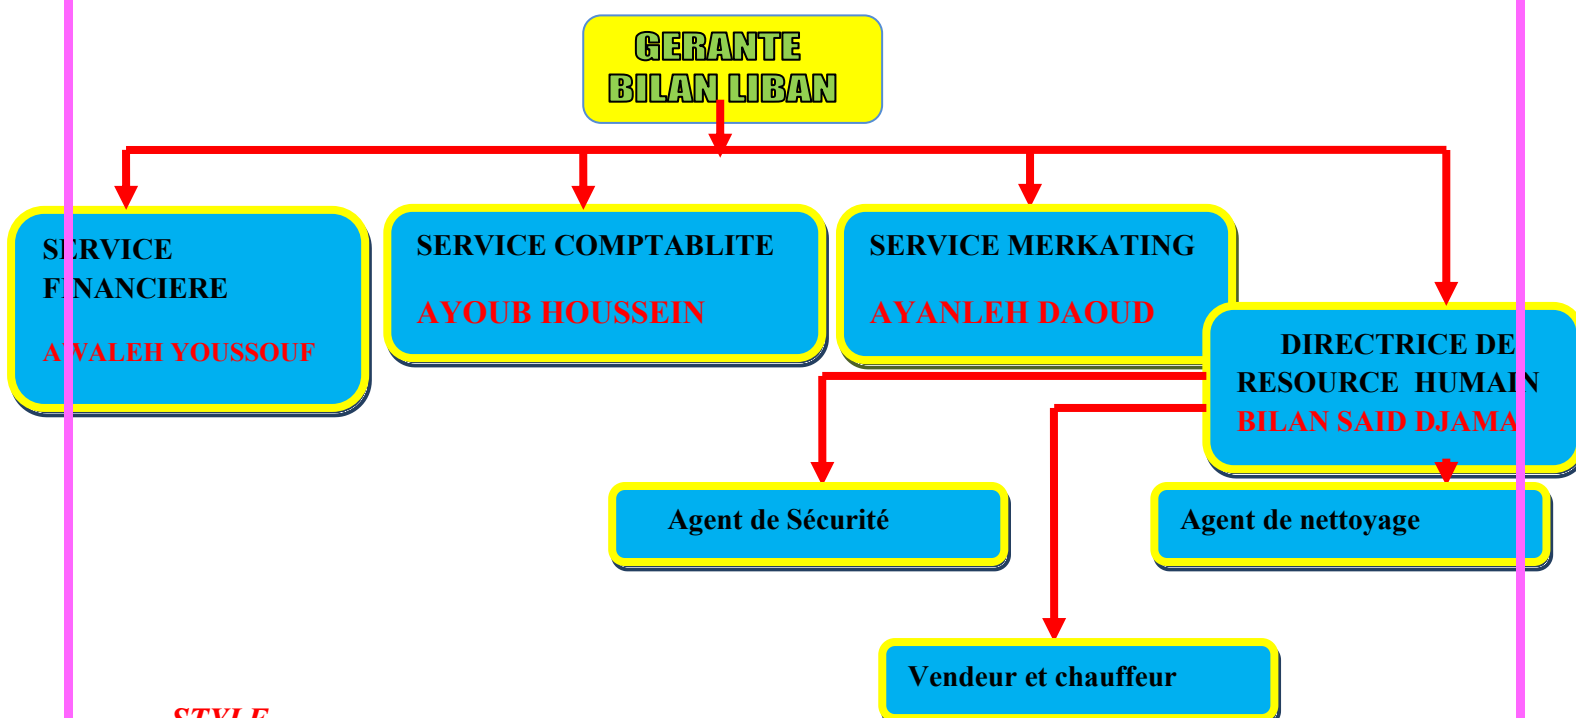 GERANTE
BILAN LIBAN
SERVICE
FINANCIERE
AWALEH YOUSSOUF
SERVICE COMPTABLITE
AYOUB HOUSSEIN
SERVICE MERKATING
AYANLEH DAOUD
DIRECTRICE DE
RESOURCE HUMAIN
BILAN SAID DJAMA
Agent de Sécurité
Agent de nettoyage
Vendeur et chauffeur
STYLE